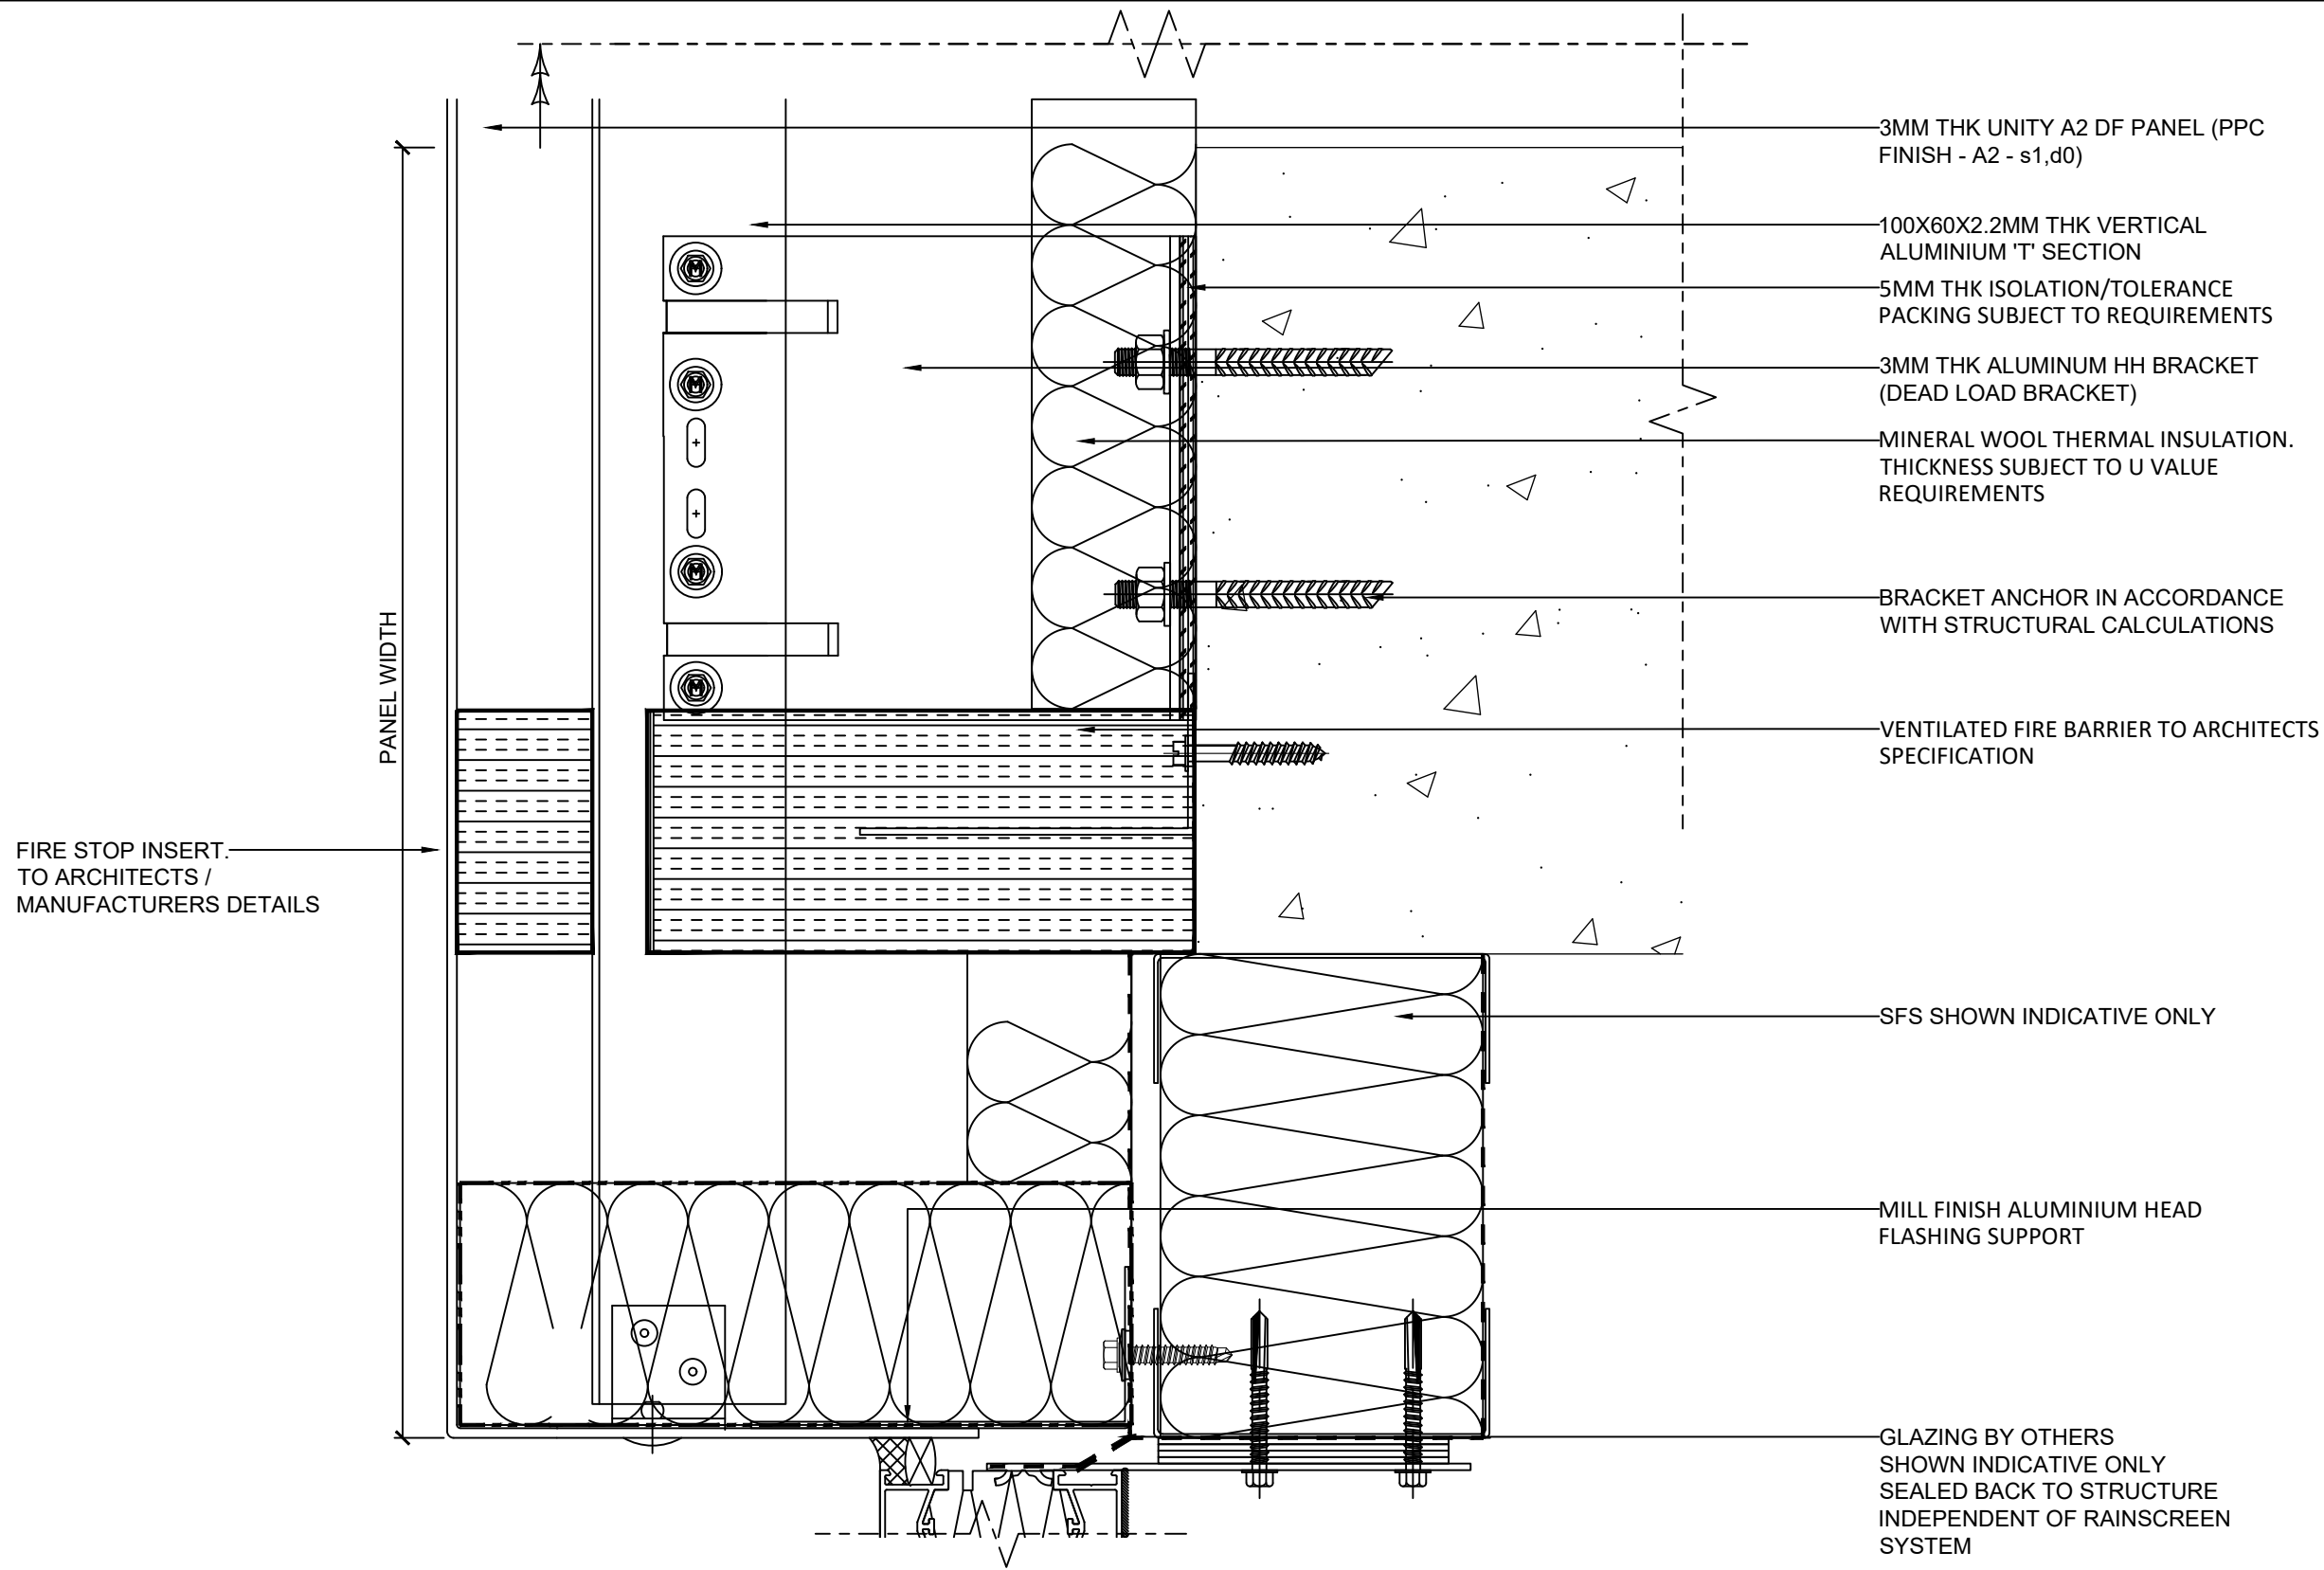 3MM THK UNITY A2 DF PANEL (PPC
FINISH - A2 - s1,d0)
100X60X2.2MM THK VERTICAL
ALUMINIUM 'T' SECTION
5MM THK ISOLATION/TOLERANCE
PACKING SUBJECT TO REQUIREMENTS
3MM THK ALUMINUM HH BRACKET
(DEAD LOAD BRACKET)
MINERAL WOOL THERMAL INSULATION.
THICKNESS SUBJECT TO U VALUE
REQUIREMENTS
BRACKET ANCHOR IN ACCORDANCE
WITH STRUCTURAL CALCULATIONS
PANEL WIDTH
VENTILATED FIRE BARRIER TO ARCHITECTS
SPECIFICATION
FIRE STOP INSERT.
TO ARCHITECTS /
MANUFACTURERS DETAILS
SFS SHOWN INDICATIVE ONLY
MILL FINISH ALUMINIUM HEAD
FLASHING SUPPORT
GLAZING BY OTHERS
SHOWN INDICATIVE ONLY
SEALED BACK TO STRUCTURE
INDEPENDENT OF RAINSCREEN
SYSTEM